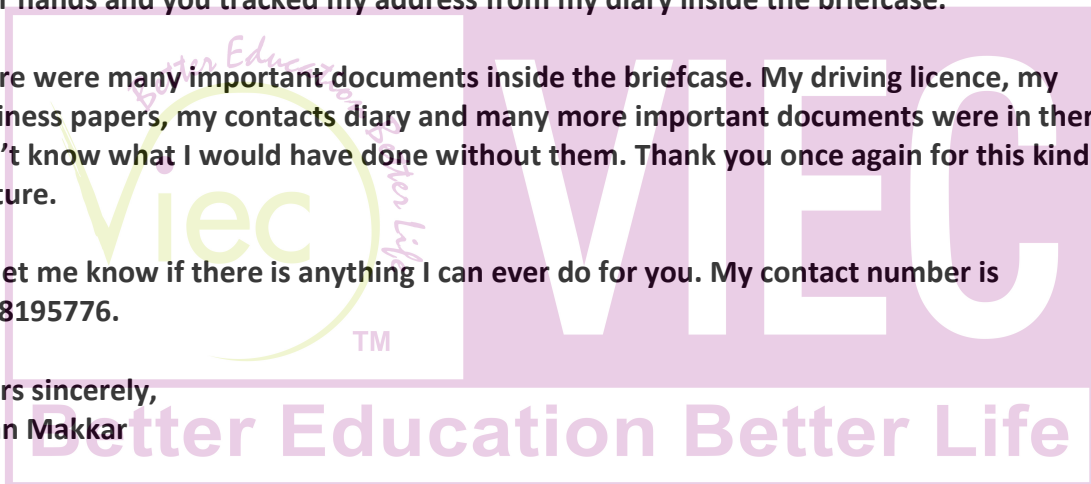 r hands and you tracked my address from my diary inside the briefcase.
re were many important documents inside the briefcase. My driving licence, my
iness papers, my contacts diary and many more important documents were in ther
't know what I would have done without them. Thank you once again for this kind
ture.
et me know if there is anything I can ever do for you. My contact number is
8195776.
rs sincerely,
n Makkar
Better Education Better Life
Viec
TM
VIEC
Better Education Better Life